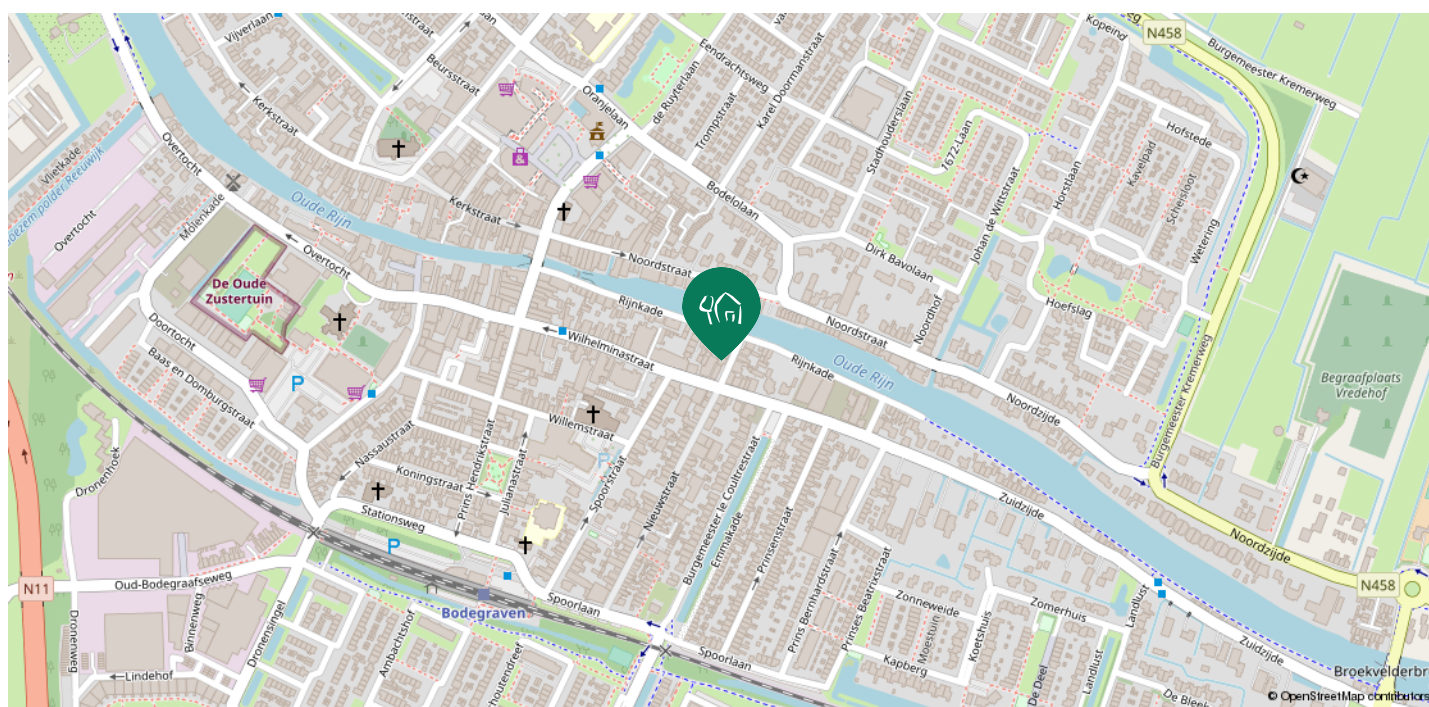 Vijverlaan
Beursstraat
Oranjelaan
de Ruyterlaan
Eendrachtsweg
Trompstraat
Karel Doormanstraat
Stadhouderslaan
1672-Laan
Kopeind
N458
Burgemeester Kremerweg
Hofstede
Kavelpad
Scheisloot
Horstlaan
Wetering
Johan de Wittstraat
Kerkstraat
Overtocht
Vlietkade
Overtocht
Molenkade
Oude Rijn
Kerkstraat
Noordstraat
Bodelolaan
Dirk Bavolaan
Noordhof
Hoefslag
De Oude
Zustertuin
Overtocht
Rijnkade
Wilhelminastraat
Noordstraat
Rijnkade
Oude Rijn
Noordzijde
Burgemeester Kremerweg
Begraafplaats
Vredehof
Doortocht
Baas en Domburgstraat
P
Dronenhoek
Nassaustraat
Koningstraat
Prins Hendrikstraat
Julianastraat
Willemstraat
P
Spoorstraat
Nieuwstraat
Burgemeester le Coultrestraat
Emmakade
Prinsenstraat
Zuidzijde
Noordzijde
N458
Stationsweg
P
N11
Oud-Bodegraafseweg
Bodegraven
Spoorlaan
Spoorlaan
Prins Bernhardstraat
Prinses Beatrixstraat
Zonneweide
Moestuin
Kapberg
Koetshuis
Zomerhuis
De Deel
Landlust
Landlust
Zuidzijde
Dronenweg
Binnenweg
Lindehof
Dronensingel
Ambachtshof
De Bleek
Broekvelderbr
© OpenStreetMap contributors